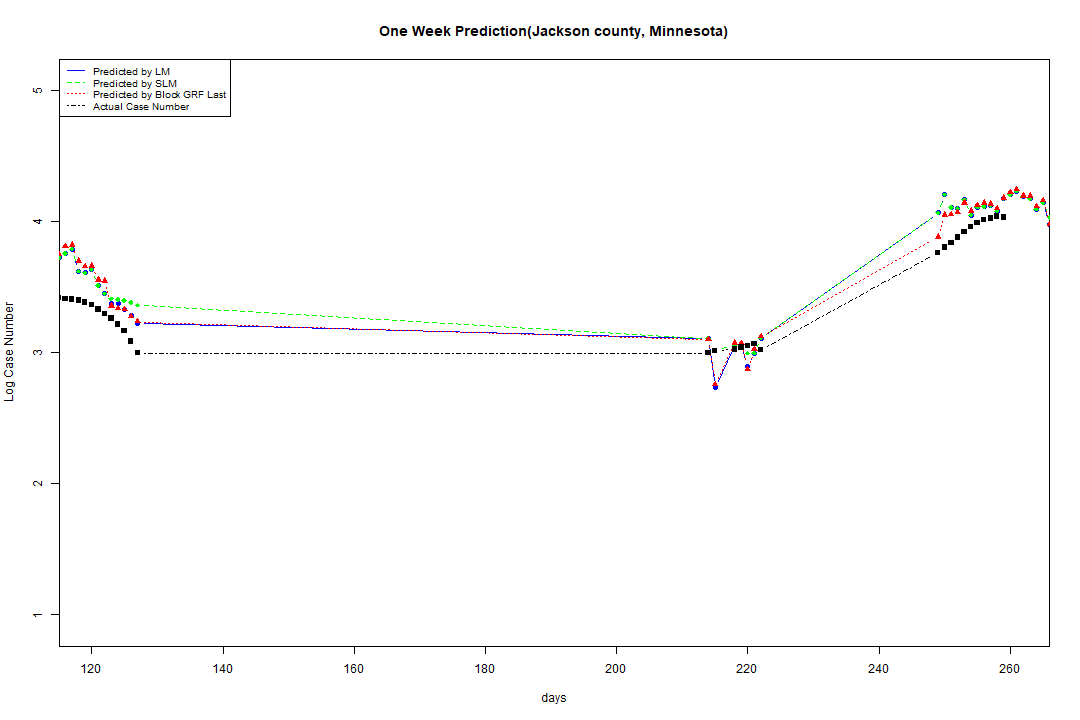 One Week Prediction(Jackson county, Minnesota)
Predicted by LM
Predicted by SLM
Predicted by Block GRF Last
Actual Case Number
5
4
3
2
1
Log Case Number
120 140 160 180 200 220 240 260
days